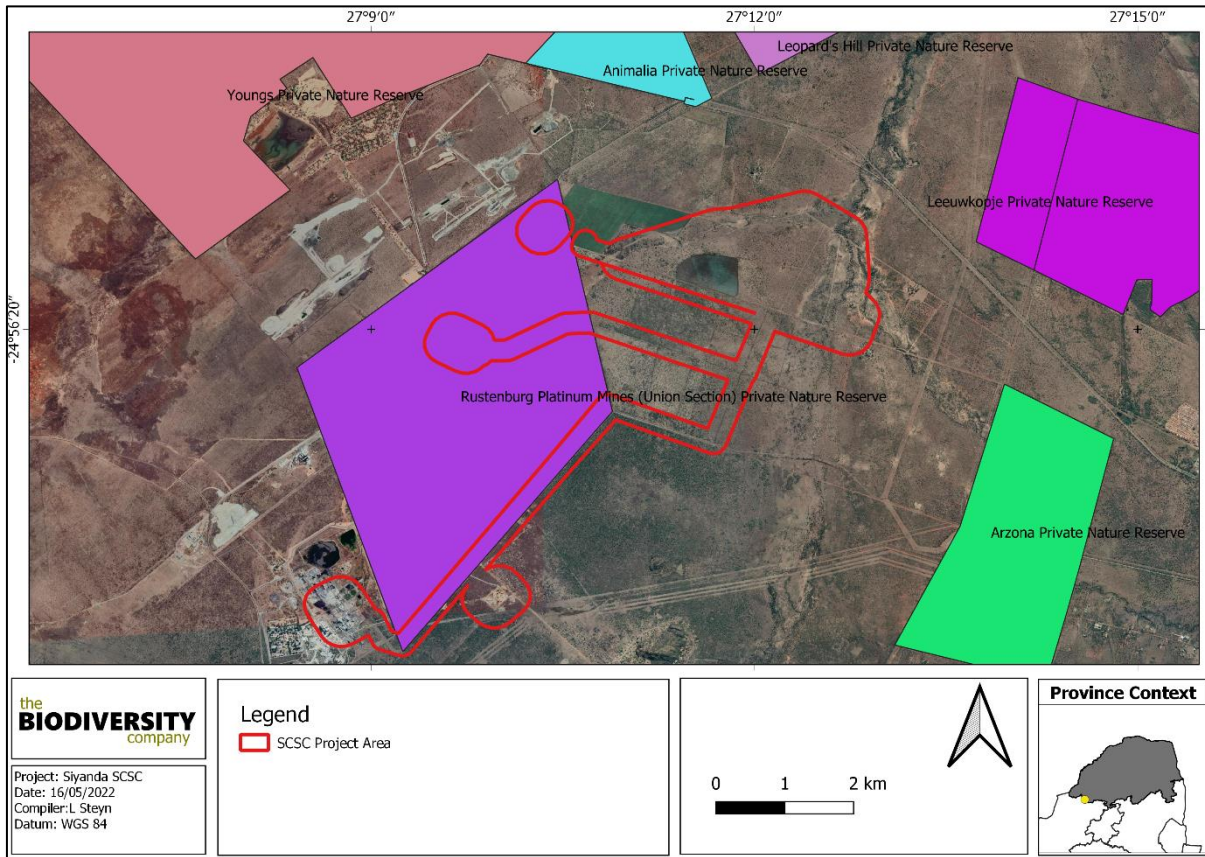 27°9'0"
27°12'0"
27°15'0"
Leopard's Hill Private Nature Reserve
Animalia Private Nature Reserve
Youngs Private Nature Reserve
Leeuwkopje Private Nature Reserve
-24°56'20"
Rustenburg Platinum Mines (Union Section) Private Nature Reserve
Arzona Private Nature Reserve
the
BIODIVERSITY
company
Project: Siyanda SCSC
Date: 16/05/2022
Compiler:L Steyn
Datum: WGS 84
Legend
SCSC Project Area
0 1 2 km
Province Context